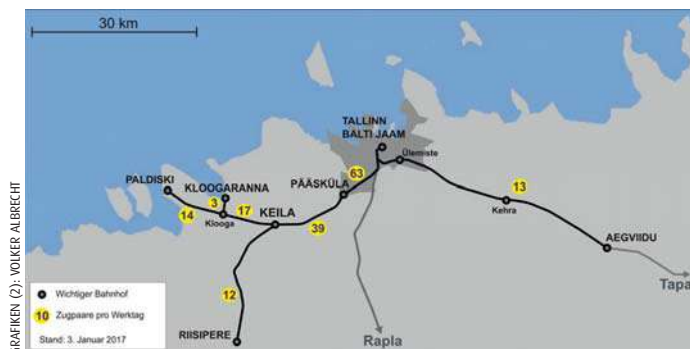 30 km
TALLINN
BALTI JAAM
Ülemiste
63
PÄÄSKÜLA
PALDISKI
KLOOGARANNA
3
14
Klooga
17
KEILA
39
13
Kehra
AEGVIIDU
Tapa
12
RIISIPERE
Rapla
Wichtiger Bahnhof
10 Zugpaare pro Werktag
Stand: 3. Januar 2017
GRAFIKEN (2): VOLKER ALBRECHT